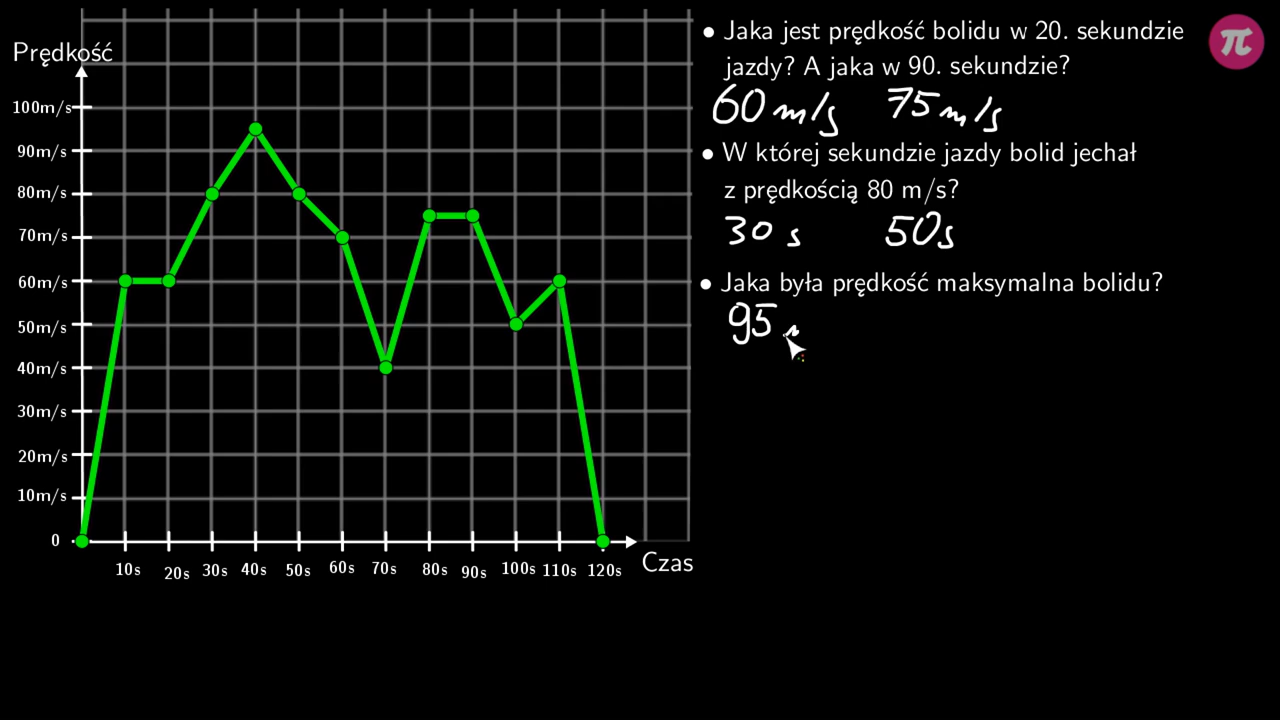 Prędkość
100m/s
90m/s
80m/s
70m/s
60m/s
50m/s
40m/s
30m/s
20m/s
10m/s
0
10s 20s 30s 40s 50s 60s 70s 80s 90s 100s 110s 120s
Czas
• Jaka jest prędkość bolidu w 20. sekundzie
jazdy? A jaka w 90. sekundzie?
60 m/s 75 m/s
• W której sekundzie jazdy bolid jechał
z prędkością 80 m/s?
30 s 50s
• Jaka była prędkość maksymalna bolidu?
95
π